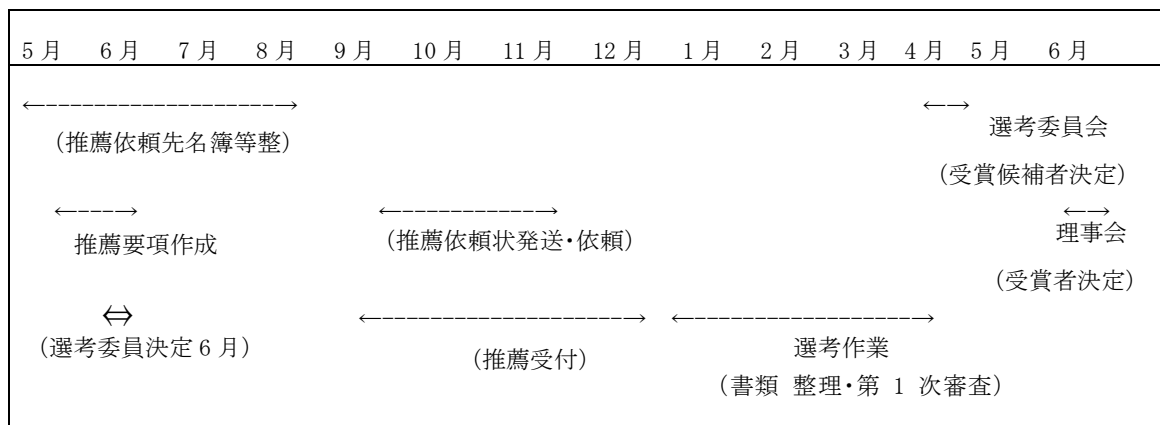 5月 6月 7月 8月 9月 10月 11月 12月 1月 2月 3月 4月 5月 6月
←----------------------→ ←-→
選考委員会
(推薦依頼先名簿等整)
(受賞候補者決定)
←----→ ←-------------→ ←-→
推薦要項作成 (推薦依頼状発送・依頼) 理事会
(受賞者決定)
⇔ ←-----------------------→ ←---------------------→
(選考委員決定6月) (推薦受付) 選考作業
(書類 整理・第 1 次審査)